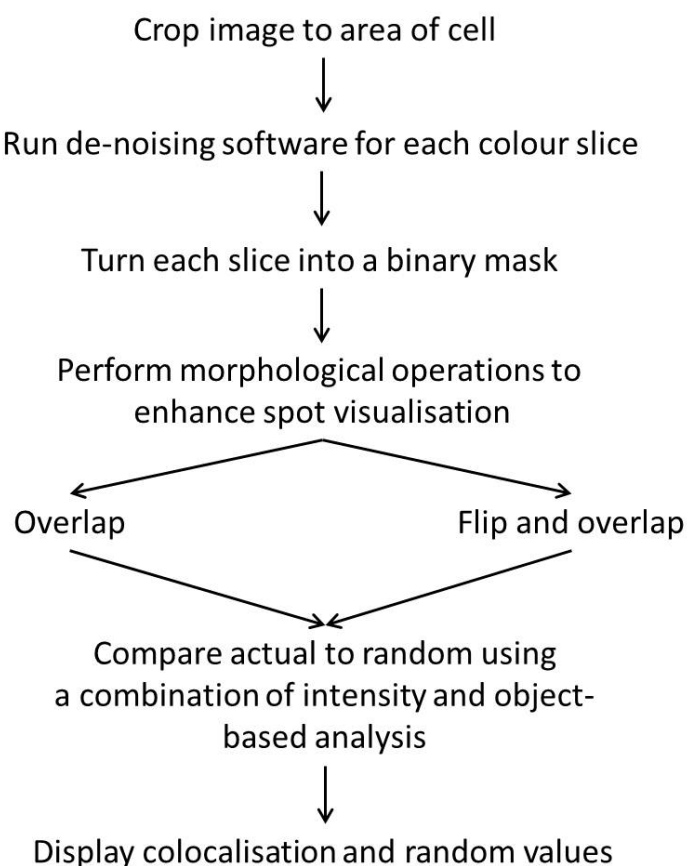 Crop image to area of cell
Run de-noising software for each colour slice
Turn each slice into a binary mask
Perform morphological operations to
enhance spot visualisation
Overlap
Flip and overlap
Compare actual to random using
a combination of intensity and object-
based analysis
Display colocalisation and random values